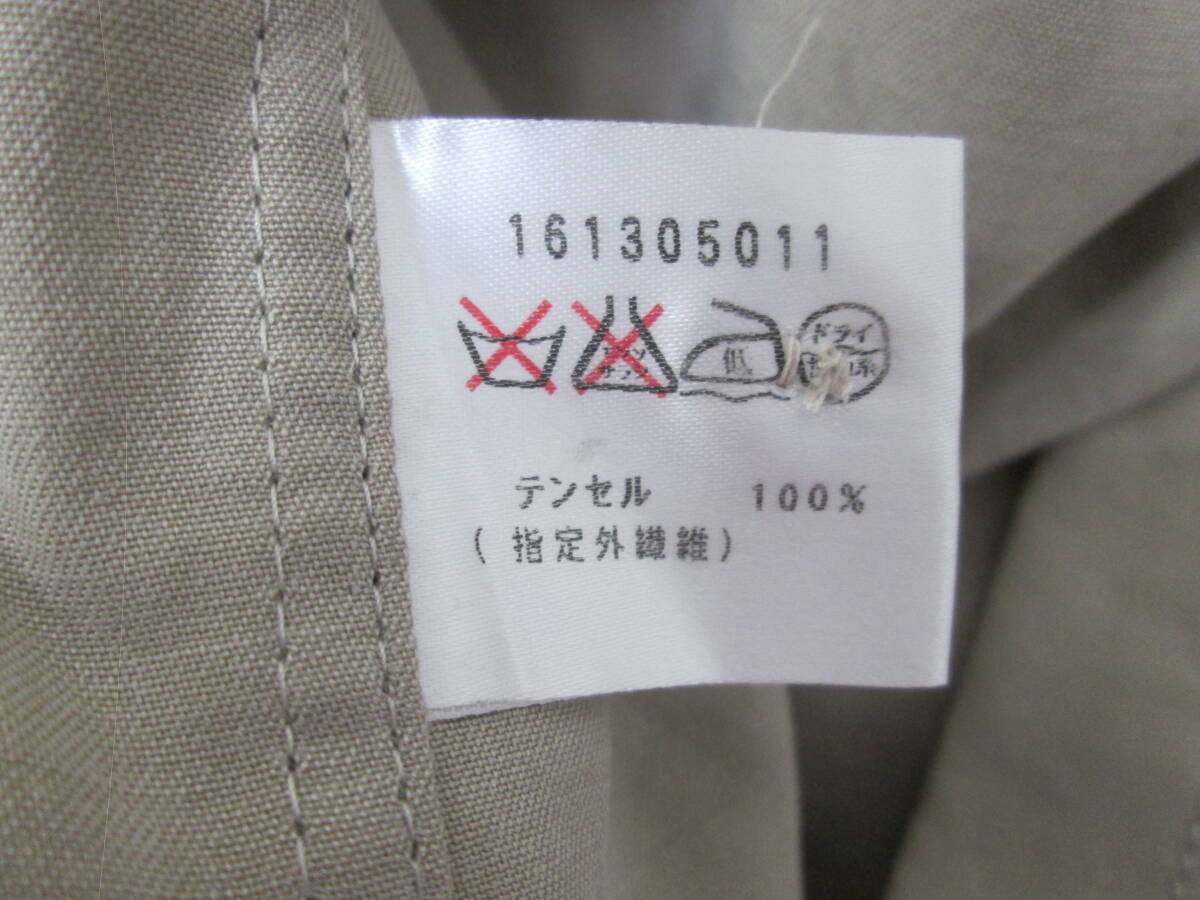 161305011
低 ドライ
テンセル 100%
(指定外繊維)